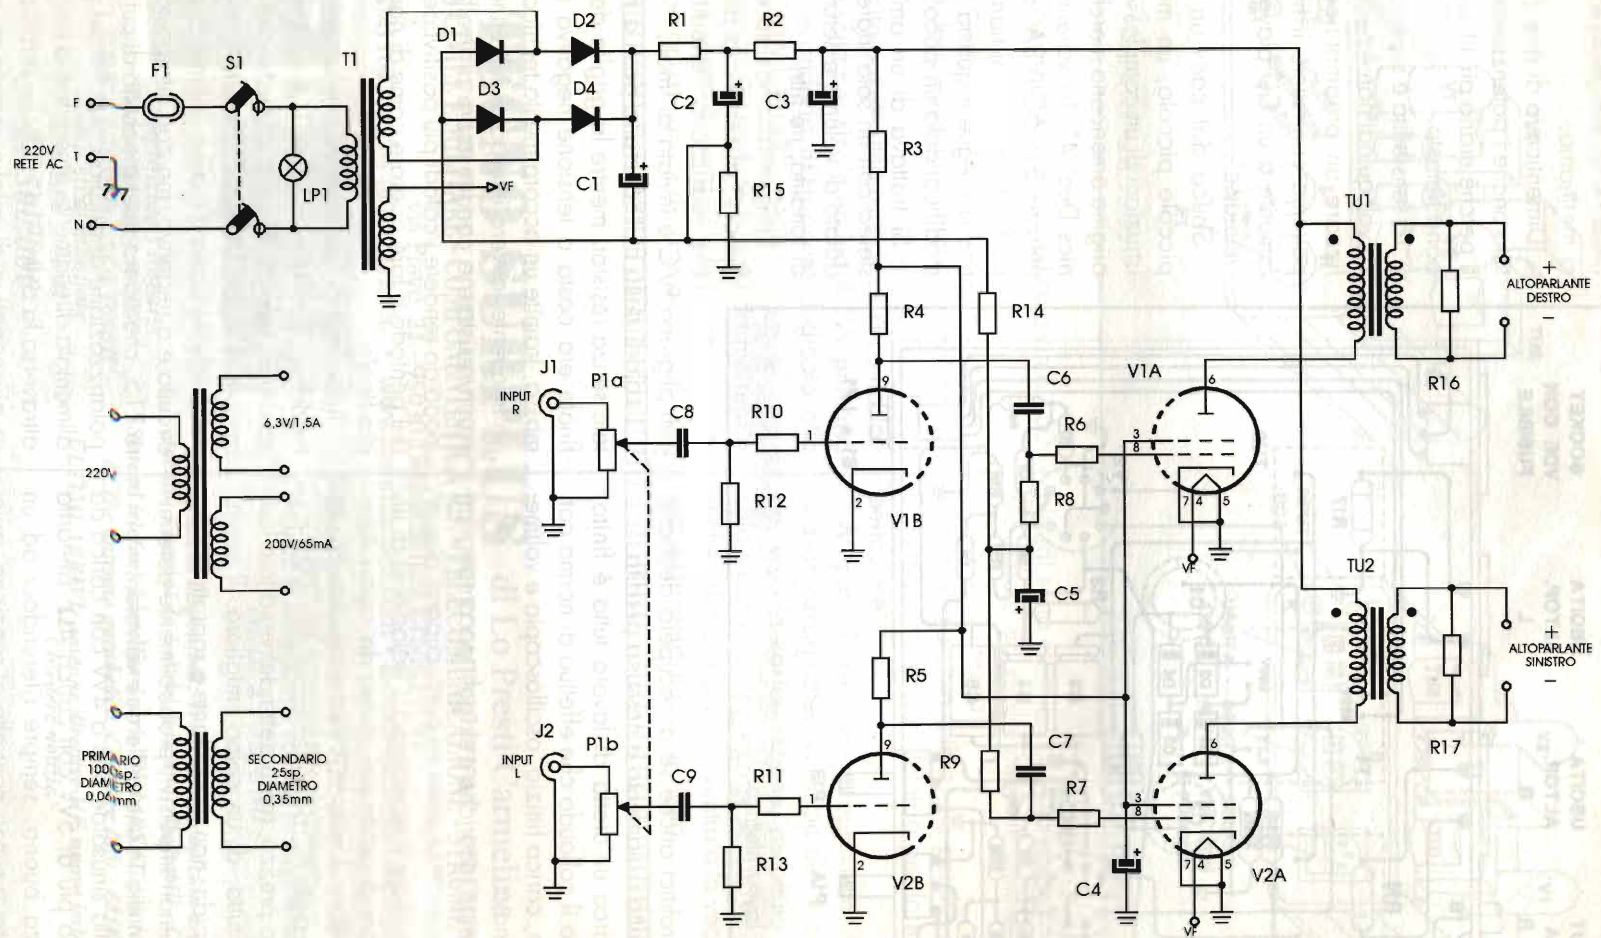 F1
S1
T1
D1
D2
D3
D4
R1
R2
C2
C3
C1
R15
R3
R4
R14
F
220V
RETE AC
T
N
LP1
VF
TU1
+
ALTOPARLANTE
DESTRO
−
R16
J1
INPUT
R
P1a
C8
R10
1
9
2
R12
V1B
C6
R6
R8
C5
+
V1A
6
3
8
7
4
5
VF
6,3V/1,5A
220V
200V/65mA
TU2
+
ALTOPARLANTE
SINISTRO
−
R17
J2
INPUT
L
P1b
C9
R11
1
R5
9
2
R13
V2B
R9
C7
R7
C4
+
6
3
8
7
4
5
V2A
VF
PRIMARIO
sp.
DIAMETRO
0,06mm
SECONDARIO
25sp.
DIAMETRO
0,35mm